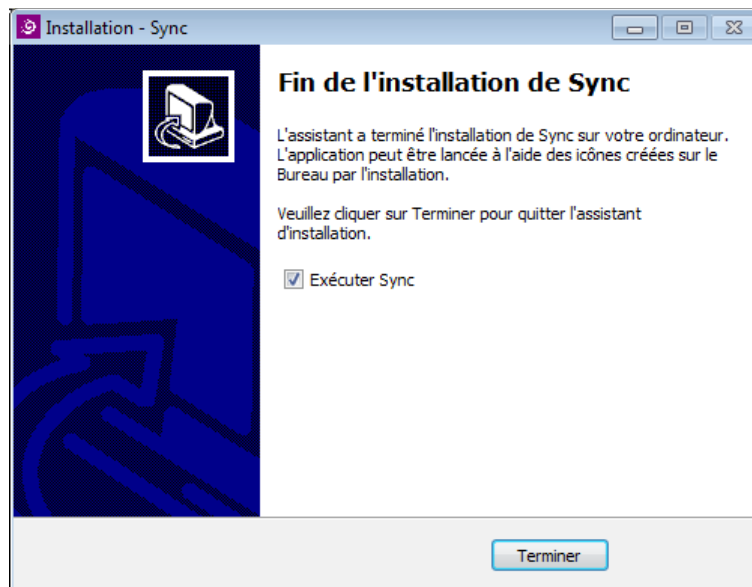 Installation - Sync
Fin de l'installation de Sync
L'assistant a terminé l'installation de Sync sur votre ordinateur.
L'application peut être lancée à l'aide des icônes créées sur le
Bureau par l'installation.
Veuillez cliquer sur Terminer pour quitter l'assistant
d'installation.
Exécuter Sync
Terminer